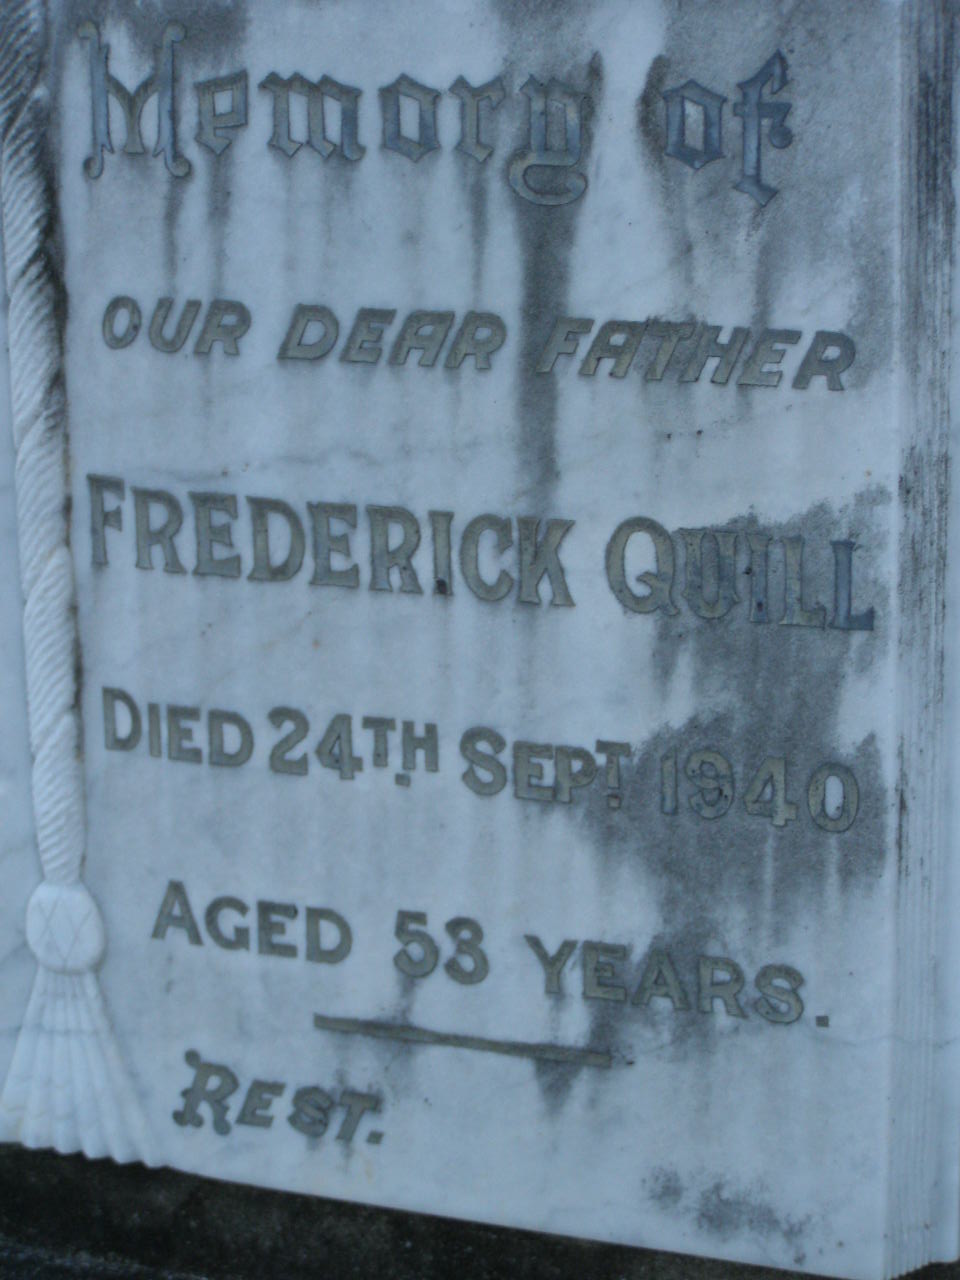 Memory of
OUR DEAR FATHER
FREDERICK QUILL
DIED 24TH SEPT 1940
AGED 53 YEARS.
REST.